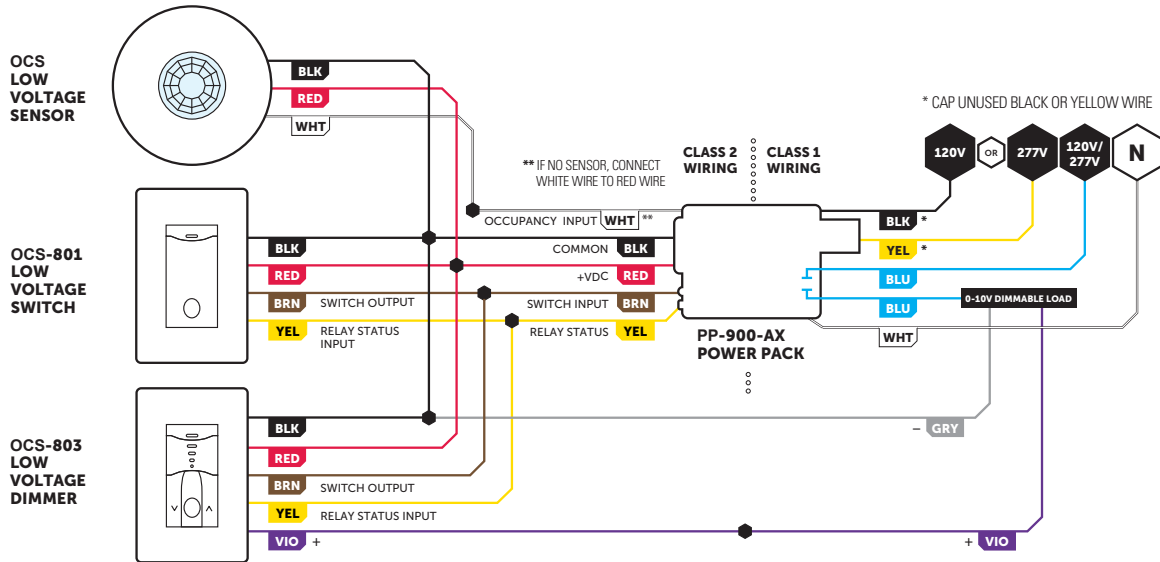 OCS
LOW
VOLTAGE
SENSOR
BLK
RED
WHT
* CAP UNUSED BLACK OR YELLOW WIRE
120V
OR
277V
120V/
277V
N
** IF NO SENSOR, CONNECT
WHITE WIRE TO RED WIRE
CLASS 2
WIRING
CLASS 1
WIRING
OCCUPANCY INPUT WHT **
BLK *
YEL *
BLU
BLU
0-10V DIMMABLE LOAD
WHT
OCS-801
LOW
VOLTAGE
SWITCH
BLK
RED
BRN SWITCH OUTPUT
YEL RELAY STATUS
INPUT
COMMON BLK
+VDC RED
SWITCH INPUT BRN
RELAY STATUS YEL
PP-900-AX
POWER PACK
OCS-803
LOW
VOLTAGE
DIMMER
BLK
RED
BRN SWITCH OUTPUT
YEL RELAY STATUS INPUT
VIO +
– GRY
+ VIO